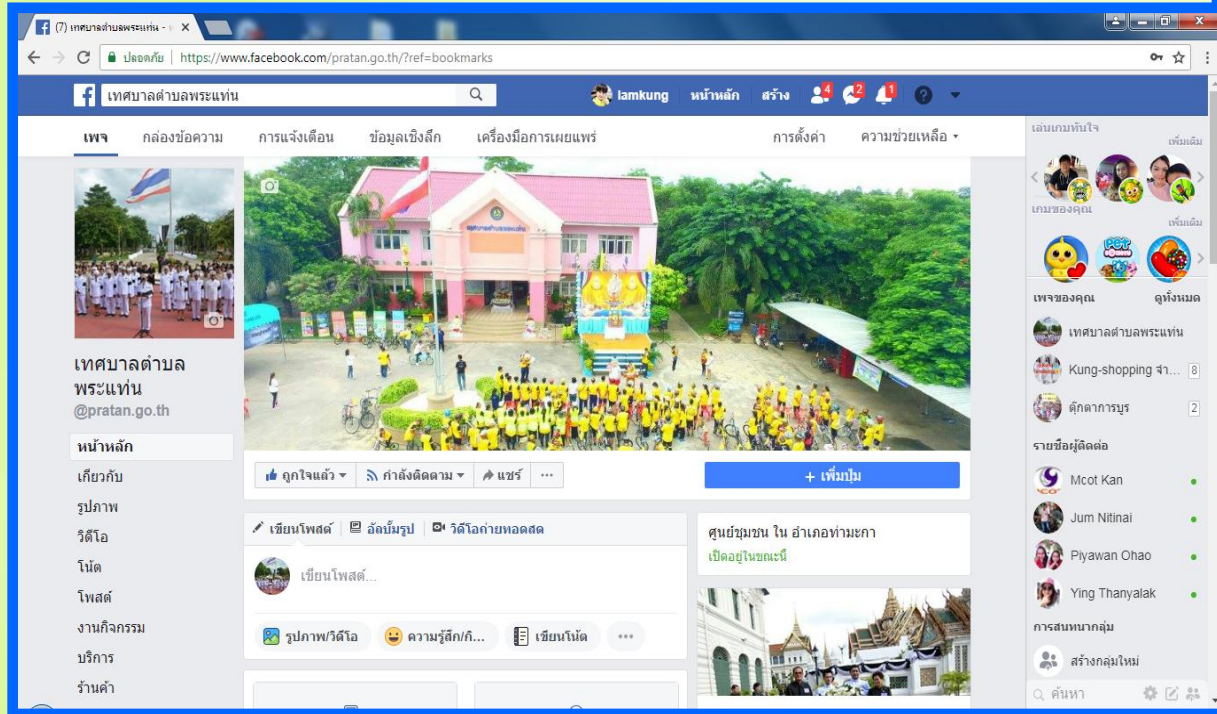 (7) เทศบาลตำบลพระแท่น -
ปลอดภัย | https://www.facebook.com/pratan.go.th/?ref=bookmarks
เทศบาลตำบลพระแท่น
Iamkung หน้าหลัก สร้าง 4 2 1
เพจ กล่องข้อความ การแจ้งเตือน ข้อมูลเชิงลึก เครื่องมือการเผยแพร่ การตั้งค่า ความช่วยเหลือ
เทศบาลตำบล
พระแท่น
@pratan.go.th
หน้าหลัก
เกี่ยวกับ
รูปภาพ
วิดีโอ
โน้ต
โพสต์
งานกิจกรรม
บริการ
ร้านค้า
ถูกใจแล้ว กำลังติดตาม แชร์ ...
+ เพิ่มปุ่ม
เขียนโพสต์ อัลบั้มรูป วิดีโอถ่ายทอดสด
เขียนโพสต์...
รูปภาพ/วิดีโอ ความรู้สึก/กิ... เขียนโน้ต ...
ศูนย์ชุมชน ใน อำเภอท่ามะกา
เปิดอยู่ในขณะนี้
เล่นเกมทันใจ
เพิ่มเติม
เกมของคุณ
เพิ่มเติม
PET
เพจของคุณ ดูทั้งหมด
เทศบาลตำบลพระแท่น
Kung-shopping จำ... 8
ตุ๊กตาการบูร 2
รายชื่อผู้ติดต่อ
Mcot Kan
Jum Nitinai
Piyawan Ohao
Ying Thanyalak
การสนทนากลุ่ม
สร้างกลุ่มใหม่
ค้นหา